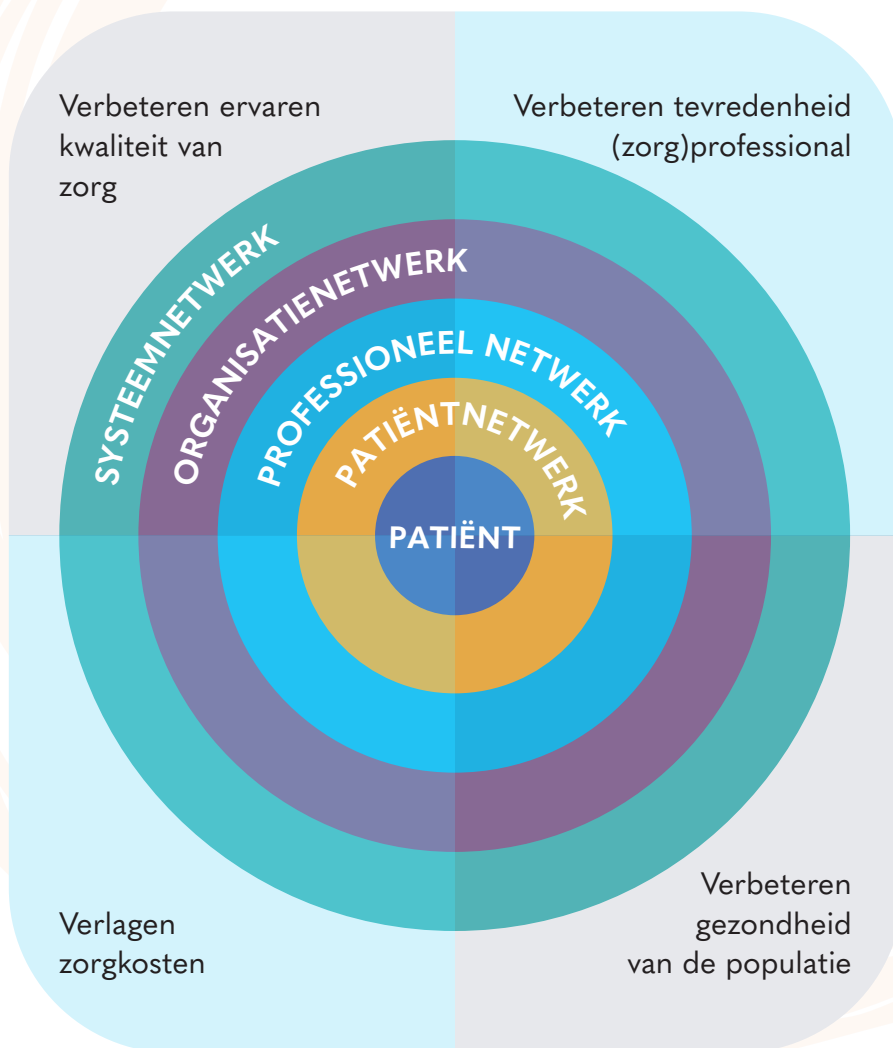 Verbeteren ervaren
kwaliteit van
zorg
Verbeteren tevredenheid
(zorg)professional
SYSTEEMNETWERK
ORGANISATIENETWERK
PROFESSIONEEL NETWERK
PATIËNTNETWERK
PATIËNT
Verlagen
zorgkosten
Verbeteren
gezondheid
van de populatie